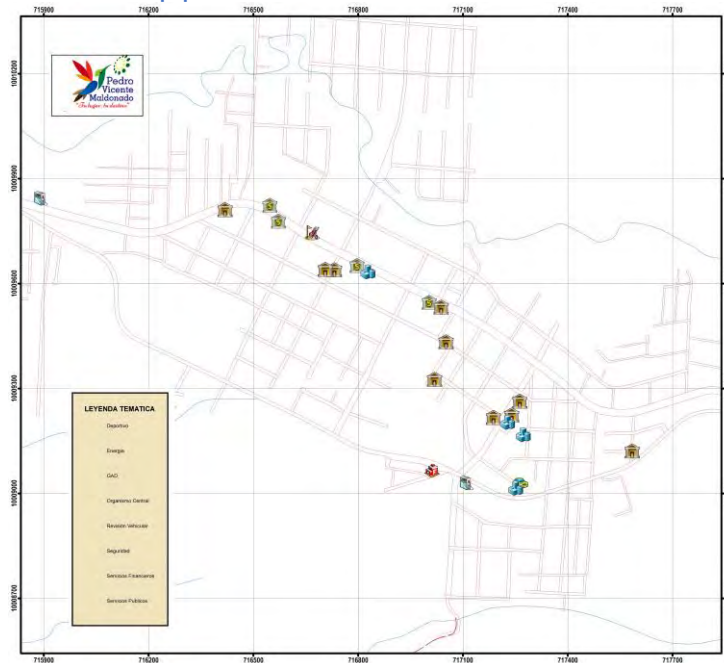 715900 716200 716500 716800 717100 717400 717700
10010200
10009900
10009600
10009300
10009000
10008700
Pedro
Vicente
Maldonado
LEYENDA TEMATICA
Deportivo
Energia
GAD
Organismo Central
Revision Vehicular
Seguridad
Servicios Financieros
Servicios Publicos
715900 716200 716500 716800 717100 717400 717700